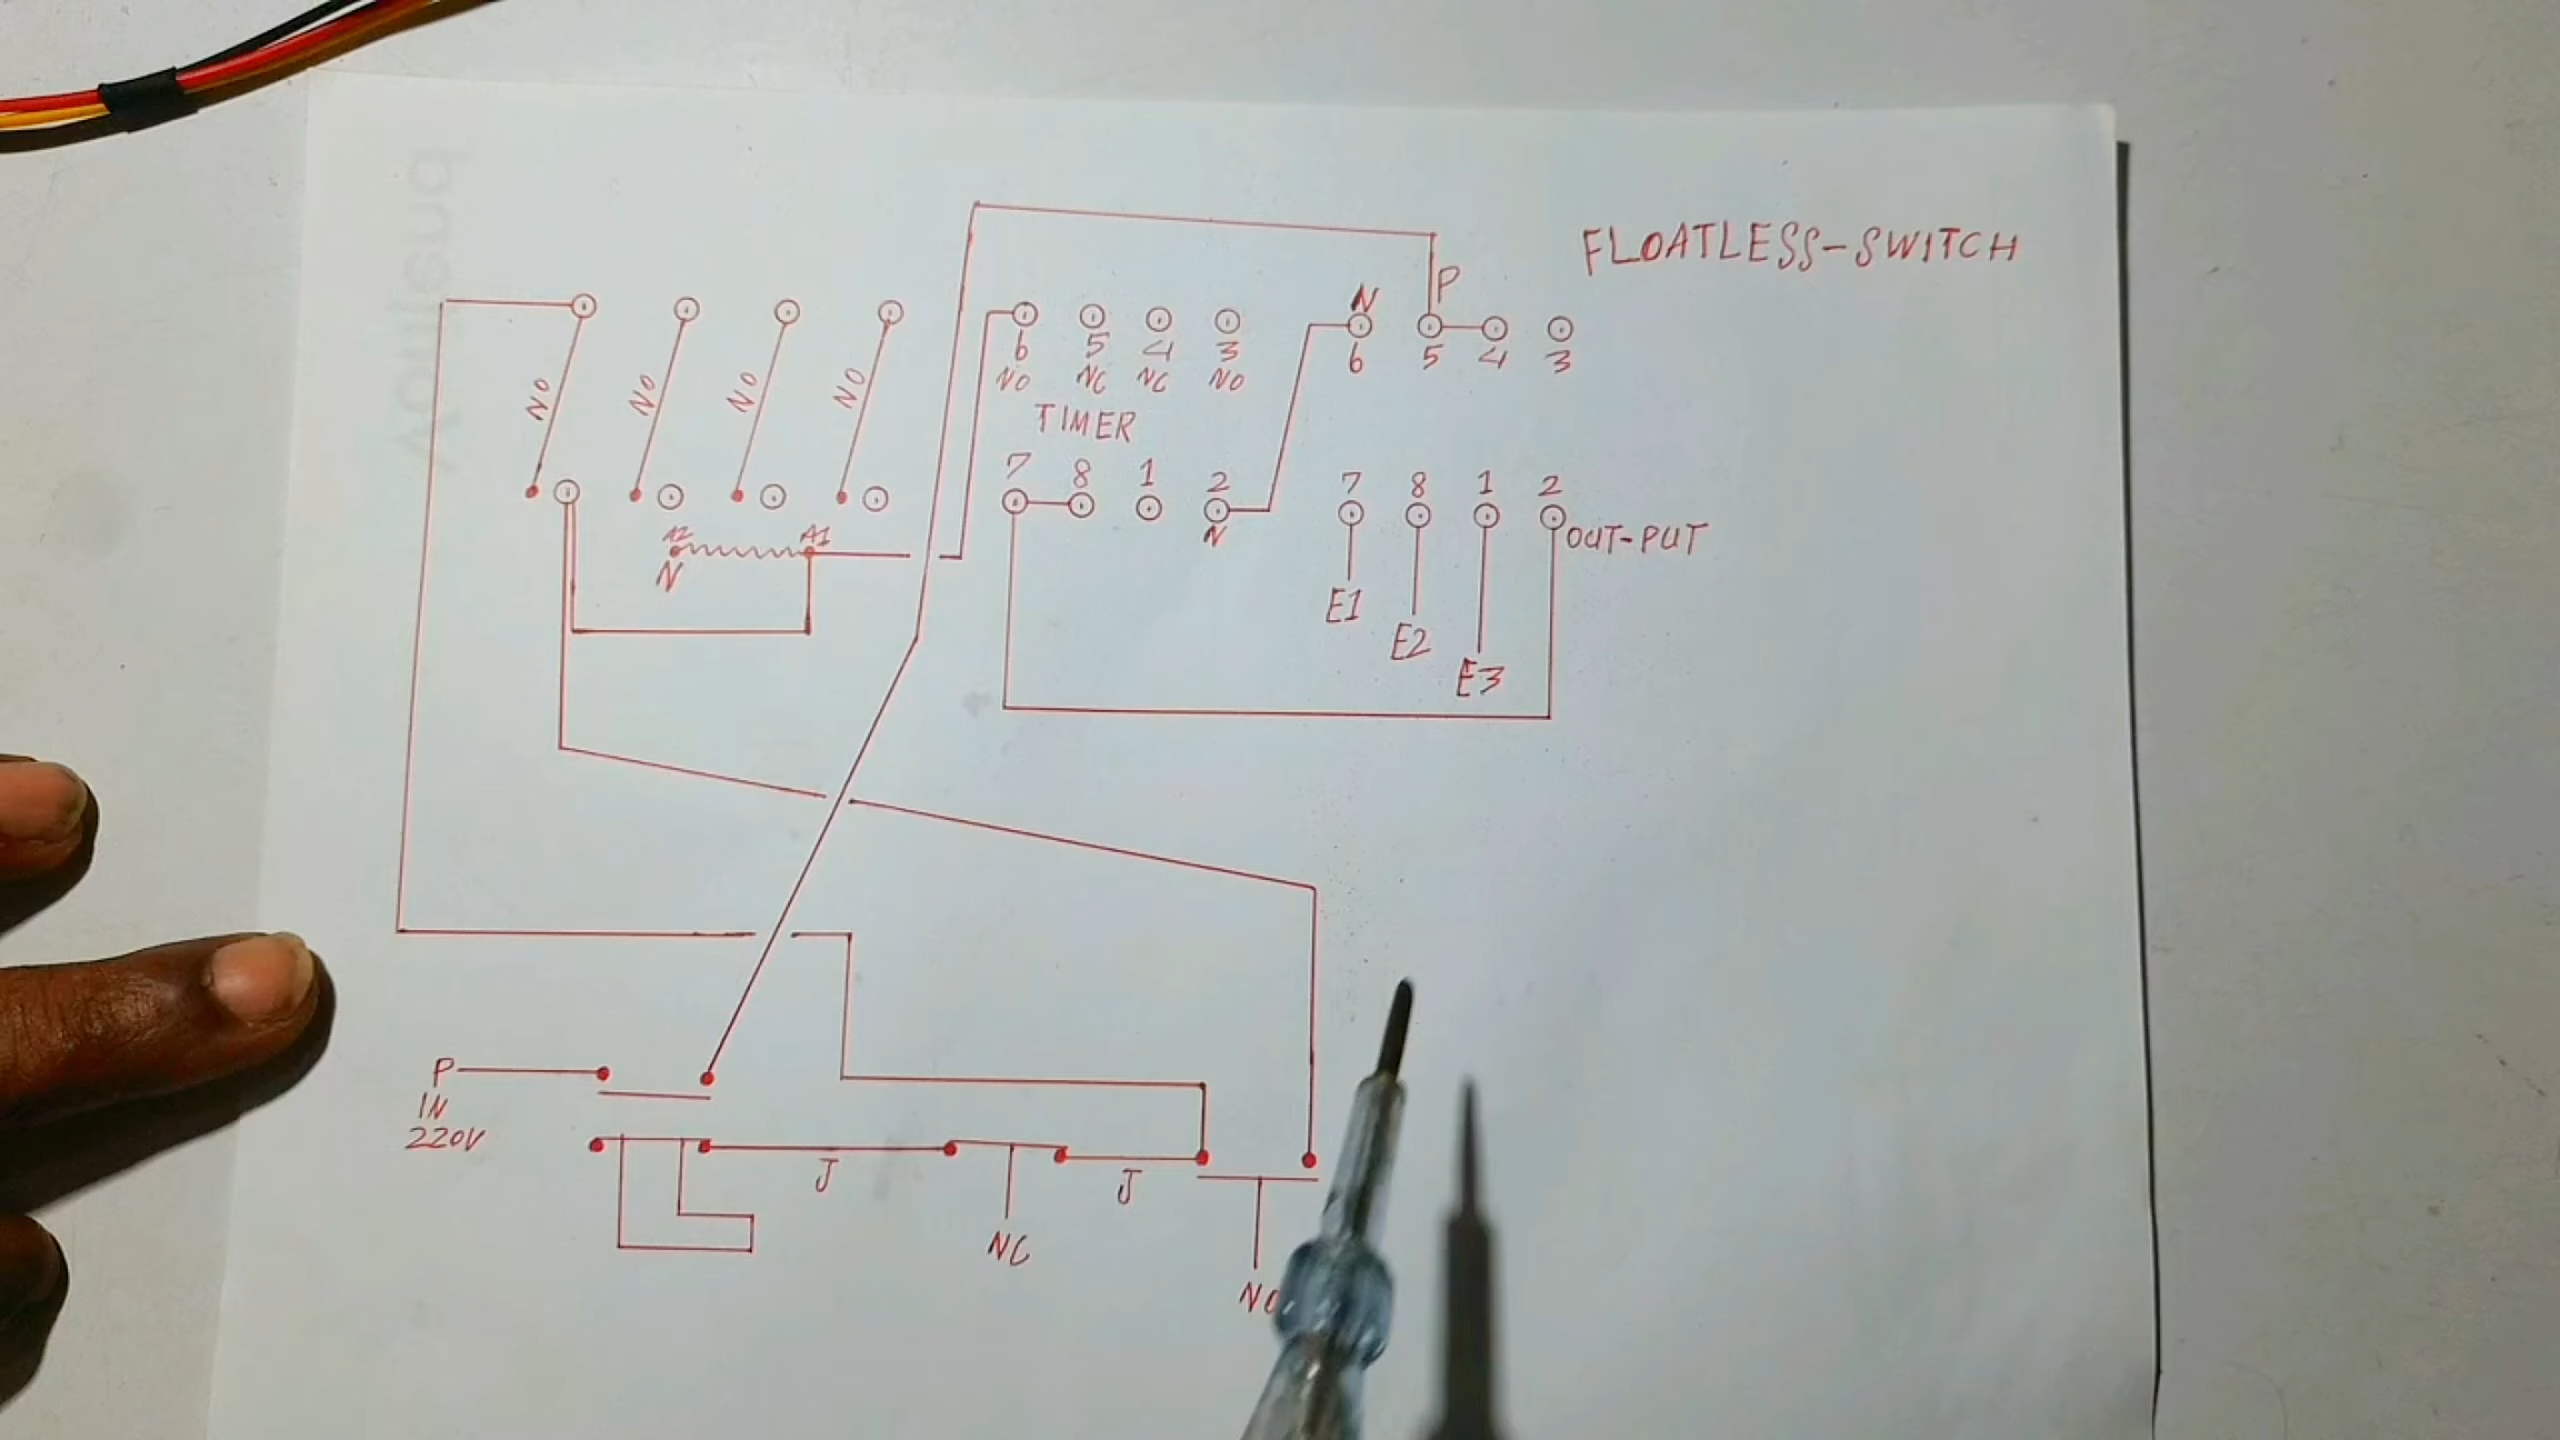 FLOATLESS-SWITCH
N P
6 5 4 3
6 5 4 3
NO NC NC NO
NO NO NO NO
TIMER
7 8 1 2
N
7 8 1 2
OUT-PUT
A2 A1
N
E1
E2
E3
P
IN
220V
J
J
NC